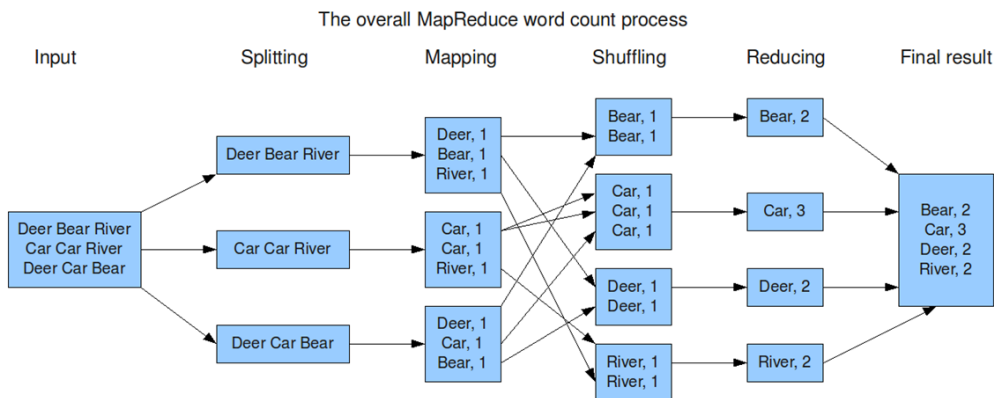 The overall MapReduce word count process
Input
Splitting
Mapping
Shuffling
Reducing
Final result
Deer Bear River
Car Car River
Deer Car Bear
Deer Bear River
Car Car River
Deer Car Bear
Deer, 1
Bear, 1
River, 1
Car, 1
Car, 1
River, 1
Deer, 1
Car, 1
Bear, 1
Bear, 1
Bear, 1
Car, 1
Car, 1
Car, 1
Deer, 1
Deer, 1
River, 1
River, 1
Bear, 2
Car, 3
Deer, 2
River, 2
Bear, 2
Car, 3
Deer, 2
River, 2